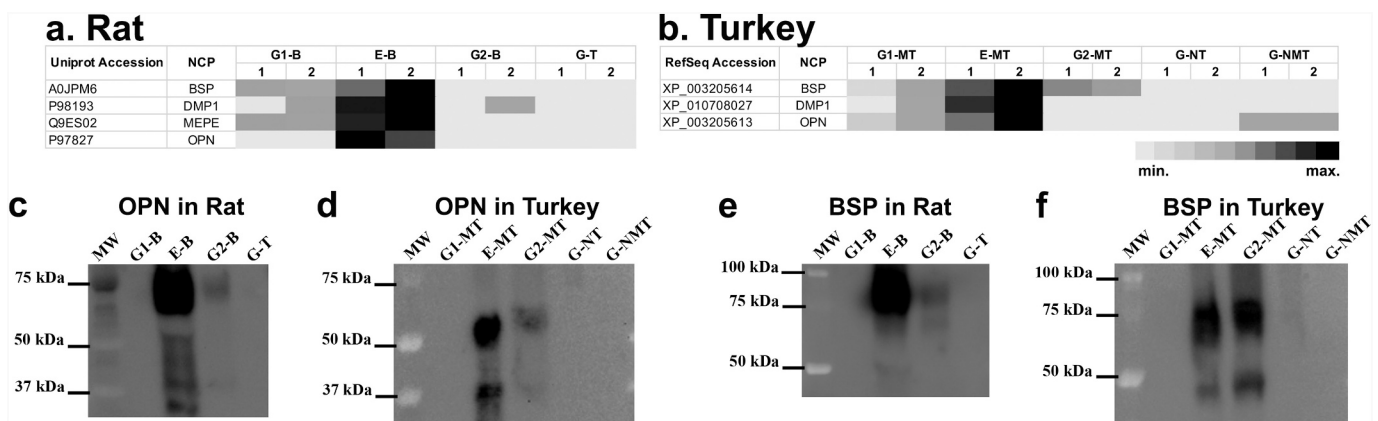 a. Rat
Uniprot Accession NCP G1-B E-B G2-B G-T
1 2 1 2 1 2 1 2
A0JPM6 BSP
P98193 DMP1
Q9ES02 MEPE
P97827 OPN
b. Turkey
RefSeq Accession NCP G1-MT E-MT G2-MT G-NT G-NMT
1 2 1 2 1 2 1 2 1 2
XP_003205614 BSP
XP_010708027 DMP1
XP_003205613 OPN
min. max.
c OPN in Rat
MW G1-B E-B G2-B G-T
75 kDa
50 kDa
37 kDa
d OPN in Turkey
MW G1-MT E-MT G2-MT G-NT G-NMT
75 kDa
50 kDa
37 kDa
e BSP in Rat
MW G1-B E-B G2-B G-T
100 kDa
75 kDa
50 kDa
f BSP in Turkey
MW G1-MT E-MT G2-MT G-NT G-NMT
100 kDa
75 kDa
50 kDa